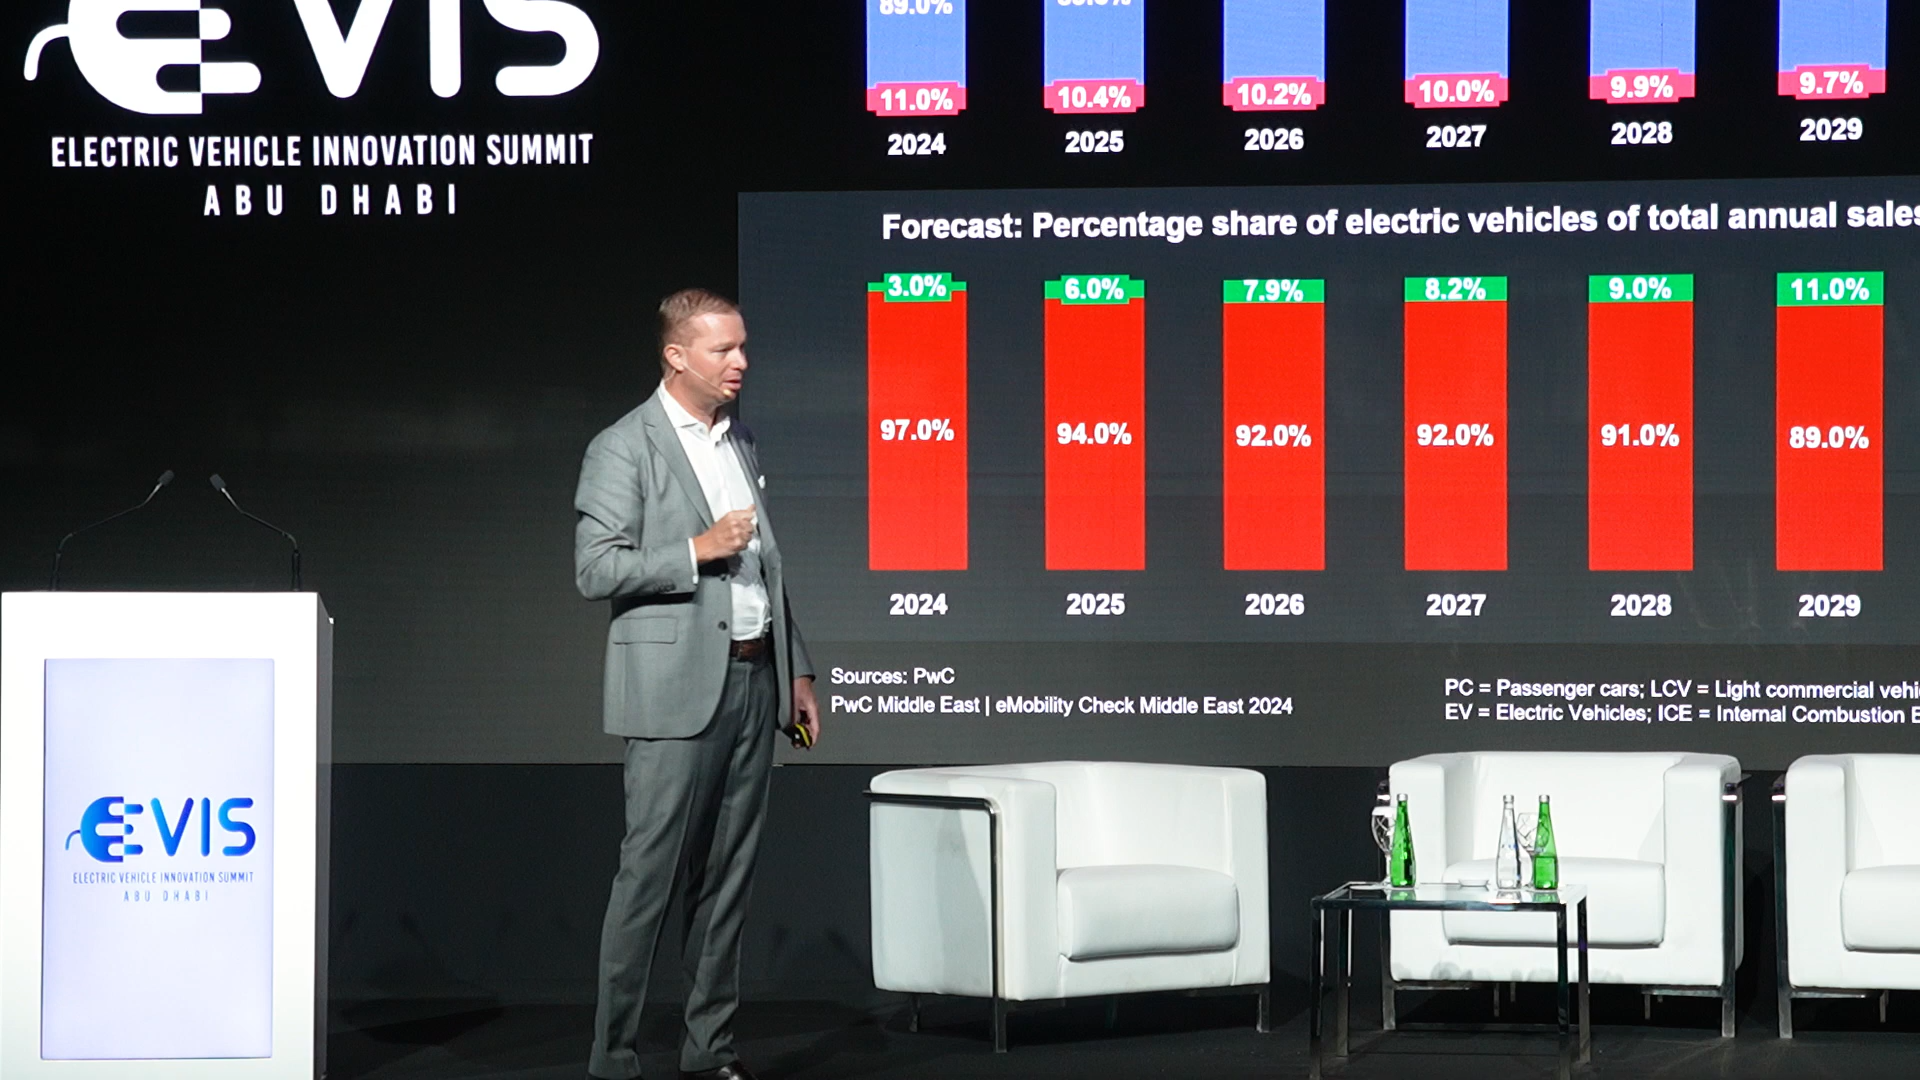 EVIS
ELECTRIC VEHICLE INNOVATION SUMMIT
ABU DHABI
89.0%
11.0% 10.4% 10.2% 10.0% 9.9% 9.7%
2024 2025 2026 2027 2028 2029
Forecast: Percentage share of electric vehicles of total annual sales
3.0% 6.0% 7.9% 8.2% 9.0% 11.0%
97.0% 94.0% 92.0% 92.0% 91.0% 89.0%
2024 2025 2026 2027 2028 2029
Sources: PwC
PwC Middle East | eMobility Check Middle East 2024
PC = Passenger cars; LCV = Light commercial
EV = Electric Vehicles; ICE = Internal Combustion
EVIS
ELECTRIC VEHICLE INNOVATION SUMMIT
ABU DHABI